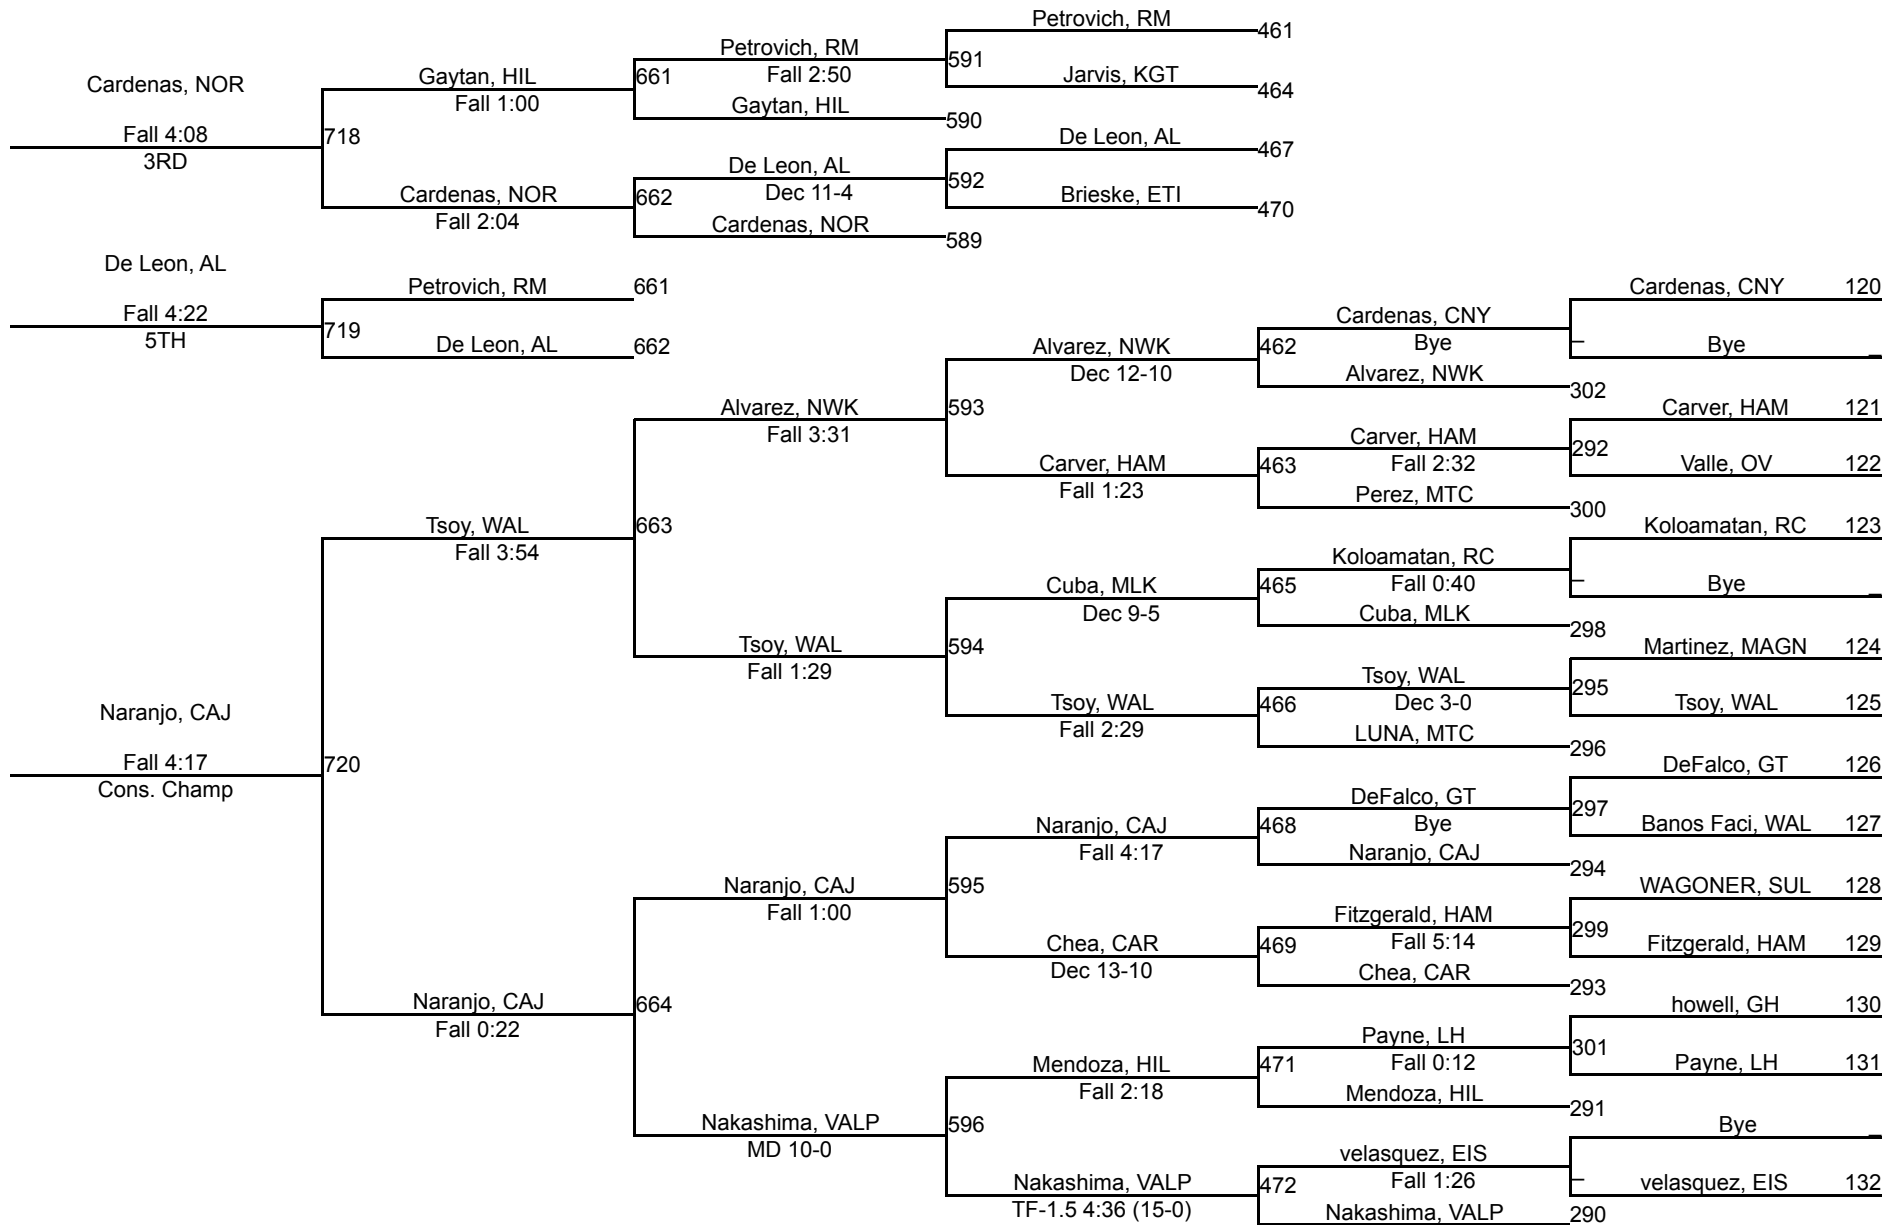 Petrovich, RM
461
Petrovich, RM
591
Fall 2:50
Jarvis, KGT
464
Cardenas, NOR
Gaytan, HIL
661
Fall 1:00
Gaytan, HIL
590
Fall 4:08
718
3RD
De Leon, AL
467
De Leon, AL
592
Dec 11-4
Brieske, ETI
470
Cardenas, NOR
662
Fall 2:04
Cardenas, NOR
589
De Leon, AL
Petrovich, RM
661
Fall 4:22
719
5TH
De Leon, AL
662
Cardenas, CNY 120
Cardenas, CNY
Bye
_ Bye _
Alvarez, NWK
462
Dec 12-10
Alvarez, NWK
302
Alvarez, NWK
593
Fall 3:31
Carver, HAM 121
Carver, HAM
292
Fall 2:32
Valle, OV 122
Carver, HAM
463
Fall 1:23
Perez, MTC
300
Tsoy, WAL
663
Fall 3:54
Koloamatan, RC 123
Koloamatan, RC
Fall 0:40
_ Bye _
Cuba, MLK
465
Dec 9-5
Cuba, MLK
298
Tsoy, WAL
594
Fall 1:29
Martinez, MAGN 124
Tsoy, WAL
295
Dec 3-0
Tsoy, WAL 125
Tsoy, WAL
466
Fall 2:29
LUNA, MTC
296
Naranjo, CAJ
Fall 4:17
720
Cons. Champ
DeFalco, GT 126
DeFalco, GT
297
Bye
Banos Faci, WAL 127
Naranjo, CAJ
468
Fall 4:17
Naranjo, CAJ
294
Naranjo, CAJ
595
Fall 1:00
WAGONER, SUL 128
Fitzgerald, HAM
299
Fall 5:14
Fitzgerald, HAM 129
Chea, CAR
469
Dec 13-10
Chea, CAR
293
Naranjo, CAJ
664
Fall 0:22
howell, GH 130
Payne, LH
301
Fall 0:12
Payne, LH 131
Mendoza, HIL
471
Fall 2:18
Mendoza, HIL
291
Nakashima, VALP
596
MD 10-0
Bye _
velasquez, EIS
Fall 1:26
_ velasquez, EIS 132
Nakashima, VALP
472
TF-1.5 4:36 (15-0)
Nakashima, VALP
290